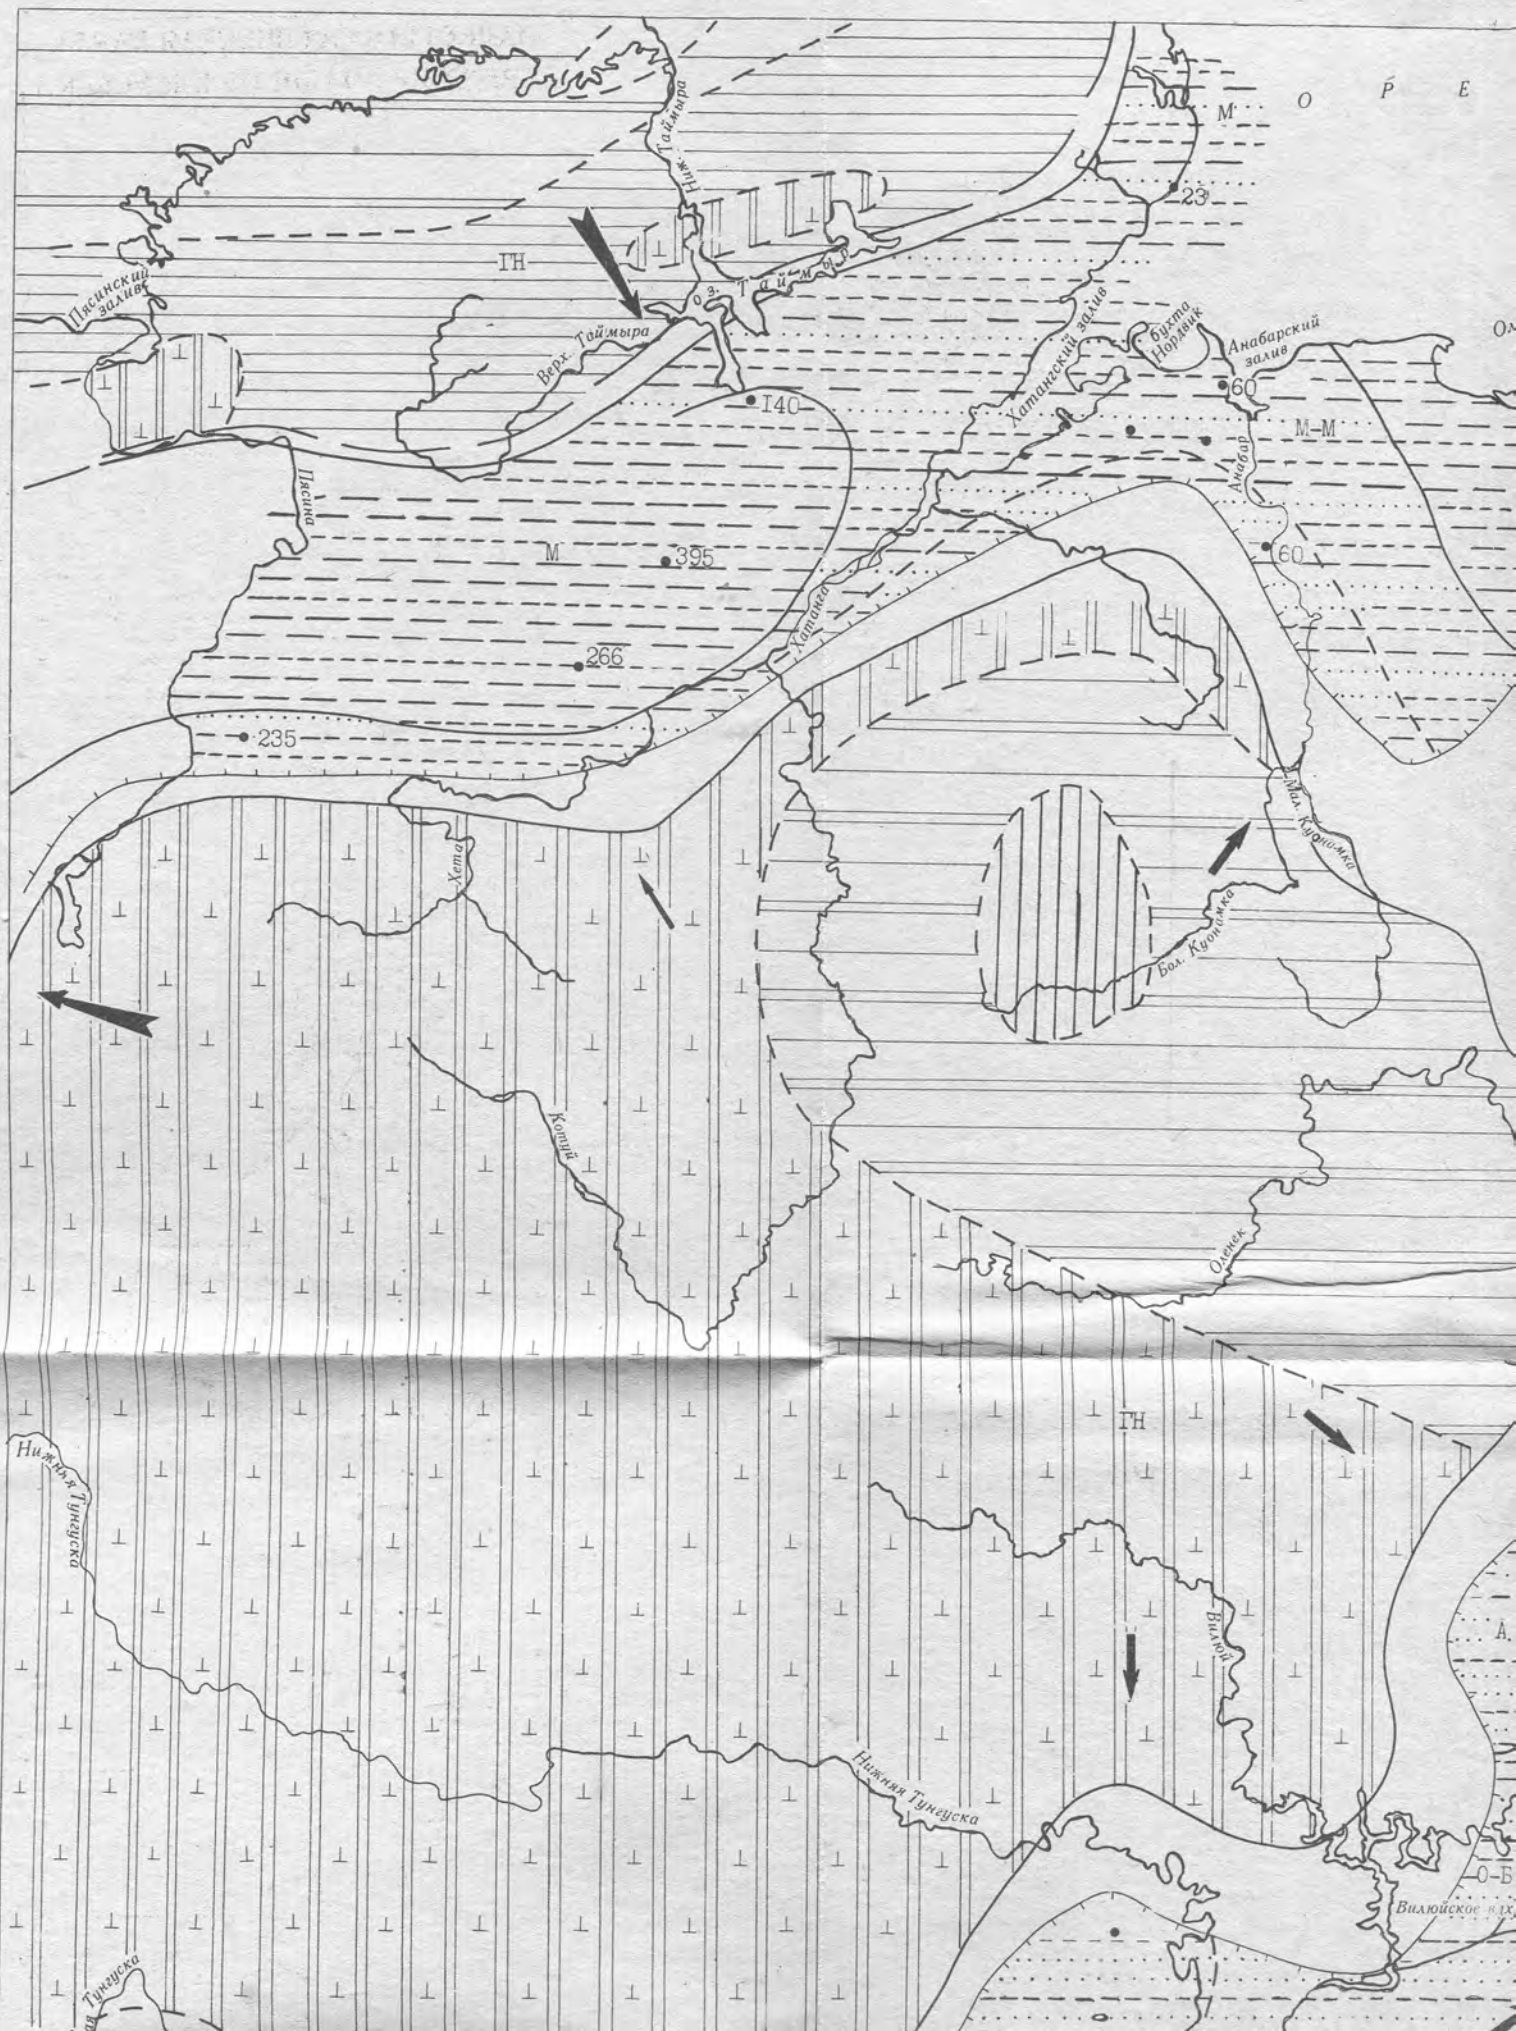 О Р Е
М
Ниж. Таймыра
23
ГН
Пясинский
залив
оз. Таймыр
Верх. Таймыра
Хатангский залив
бухта
Нордвик
Анабарский
залив
60
I40
М-М
Анабар
Пясина
М
395
60
Хатанга
266
235
Мал. Куонамка
Хета
Бол. Куонамка
Котуй
Оленек
ГН
Нижняя Тунгуска
Вилюй
А.
Нижняя Тунгуска
О-Б
Вилюйское вдх.
Тунгуска